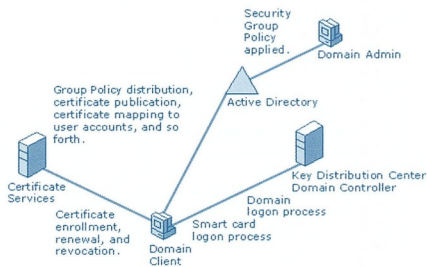 Security
Group
Policy
applied.
Domain Admin
Group Policy distribution,
certificate publication,
certificate mapping to
user accounts, and so
forth.
Active Directory
Certificate
Services
Key Distribution Center
Domain Controller
Domain
logon process
Certificate
enrollment,
renewal, and
revocation.
Smart card
logon process
Domain
Client